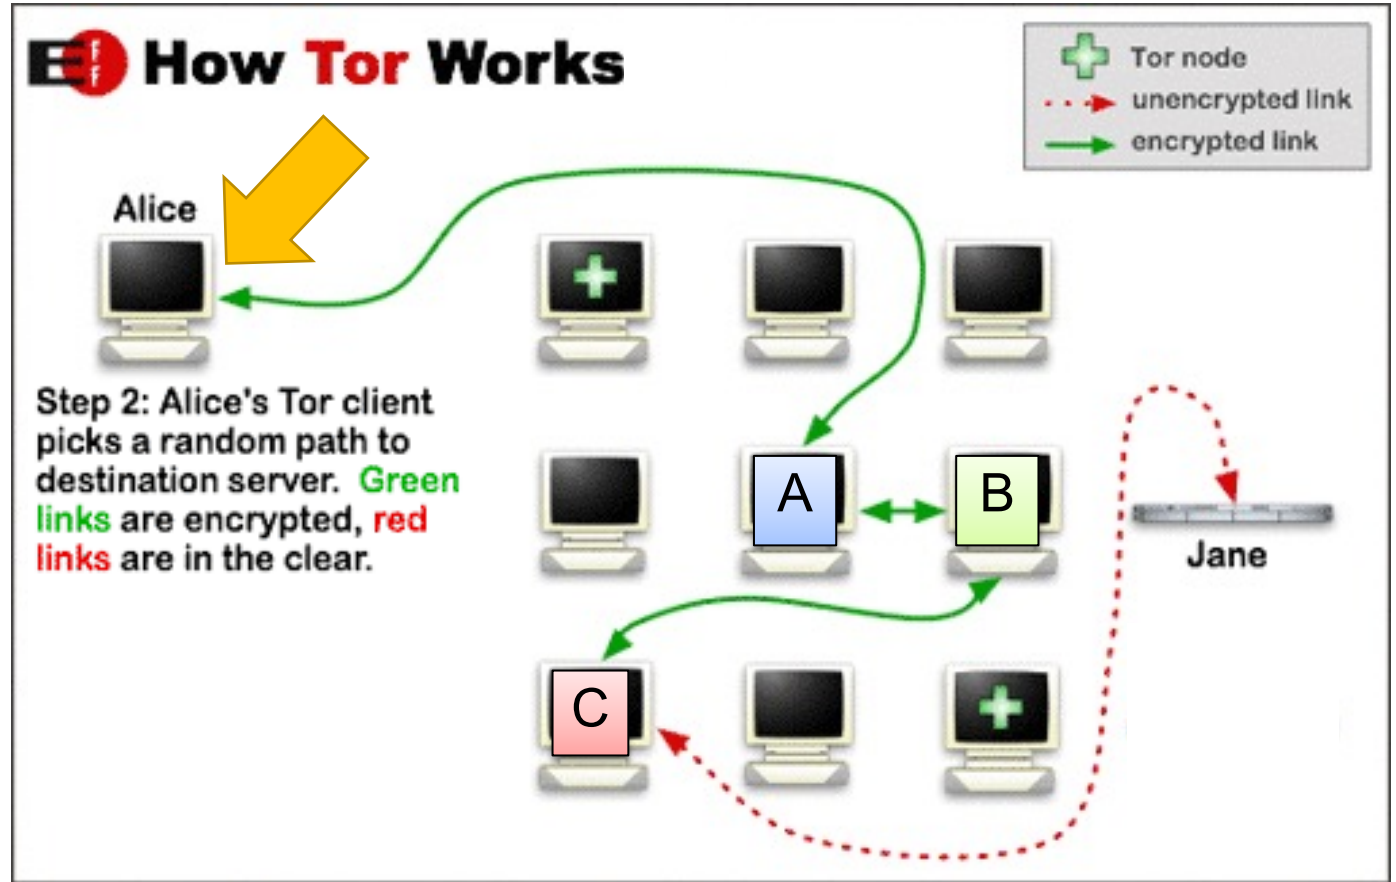 EFF How Tor Works
Tor node
unencrypted link
encrypted link
Alice
Step 2: Alice's Tor client
picks a random path to
destination server. Green
links are encrypted, red
links are in the clear.
A
B
Jane
C